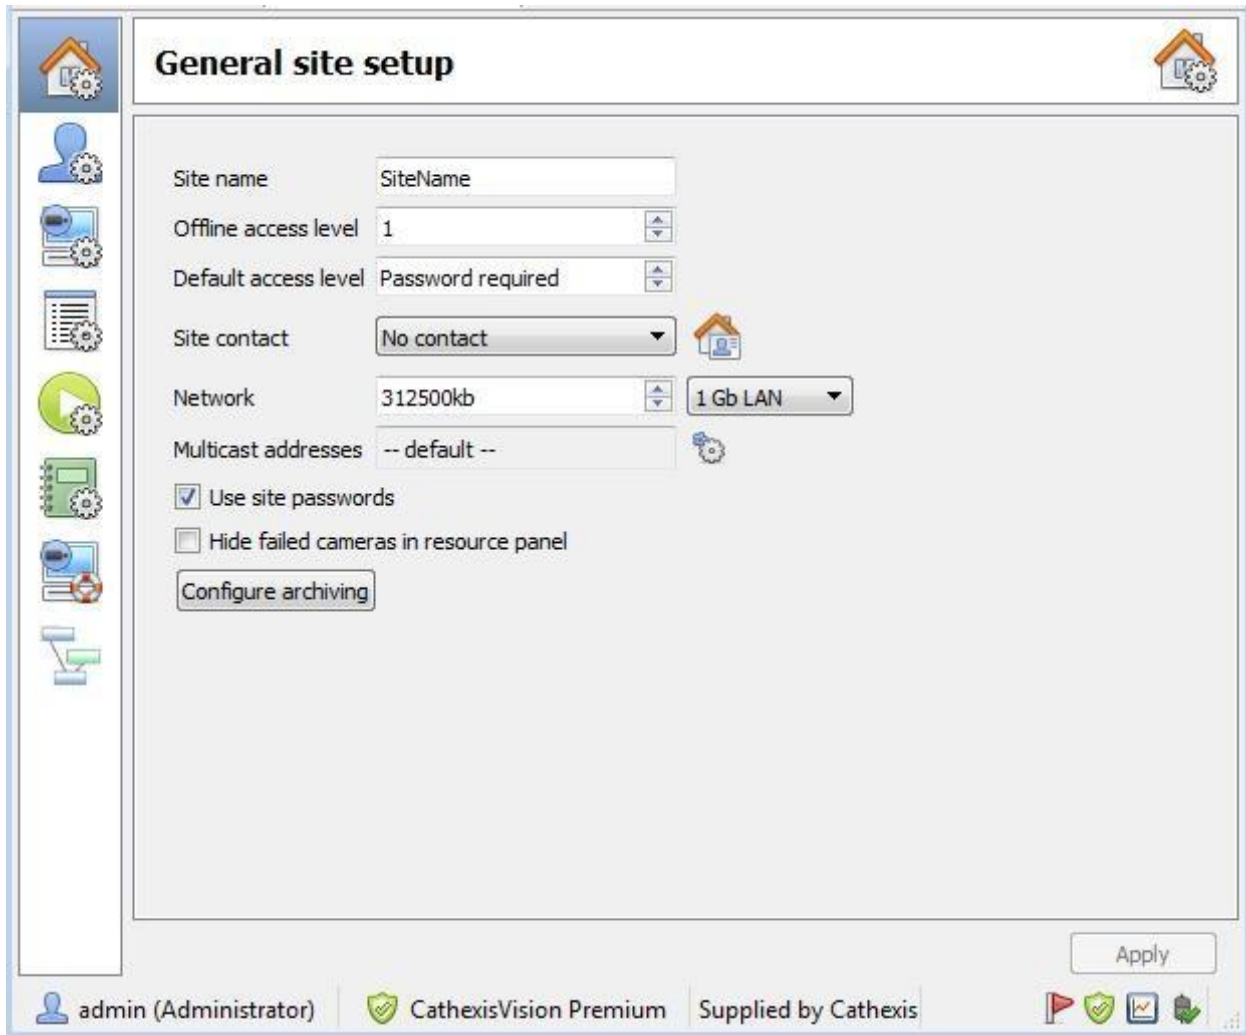 General site setup
Site name SiteName
Offline access level 1
Default access level Password required
Site contact No contact
Network 312500kb 1 Gb LAN
Multicast addresses -- default --
Use site passwords
Hide failed cameras in resource panel
Configure archiving
Apply
admin (Administrator) CathexisVision Premium Supplied by Cathexis